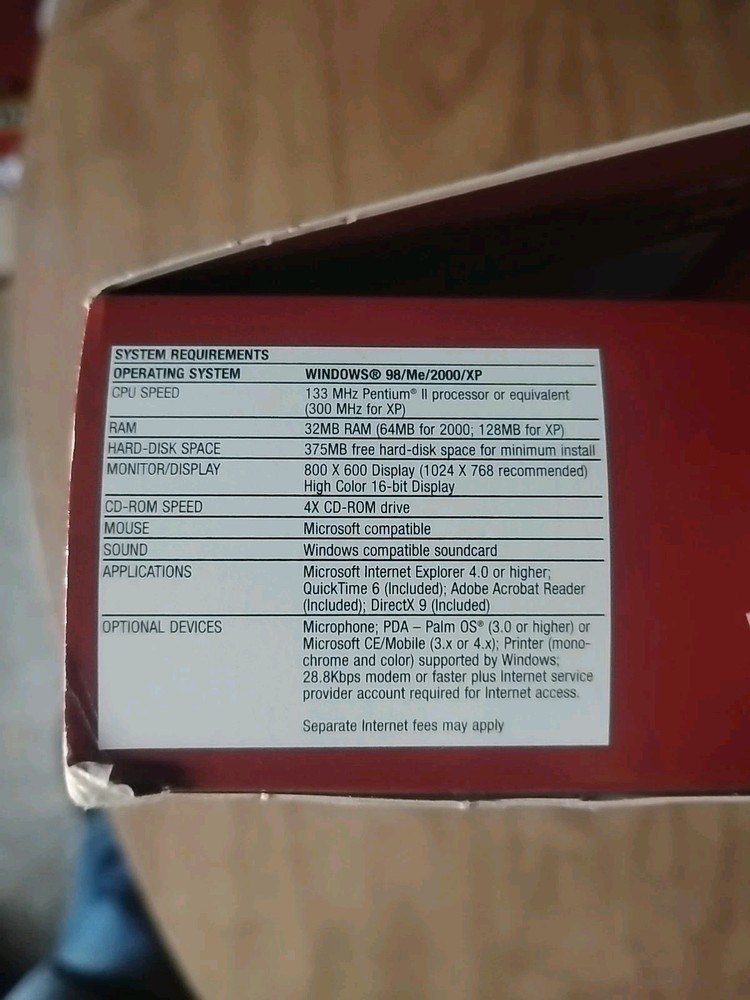 SYSTEM REQUIREMENTS
OPERATING SYSTEM WINDOWS® 98/Me/2000/XP
CPU SPEED 133 MHz Pentium® II processor or equivalent
(300 MHz for XP)
RAM 32MB RAM (64MB for 2000; 128MB for XP)
HARD-DISK SPACE 375MB free hard-disk space for minimum install
MONITOR/DISPLAY 800 X 600 Display (1024 X 768 recommended)
High Color 16-bit Display
CD-ROM SPEED 4X CD-ROM drive
MOUSE Microsoft compatible
SOUND Windows compatible soundcard
APPLICATIONS Microsoft Internet Explorer 4.0 or higher;
QuickTime 6 (Included); Adobe Acrobat Reader
(Included); DirectX 9 (Included)
OPTIONAL DEVICES Microphone; PDA – Palm OS® (3.0 or higher) or
Microsoft CE/Mobile (3.x or 4.x); Printer (mono-
chrome and color) supported by Windows;
28.8Kbps modem or faster plus Internet service
provider account required for Internet access.
Separate Internet fees may apply